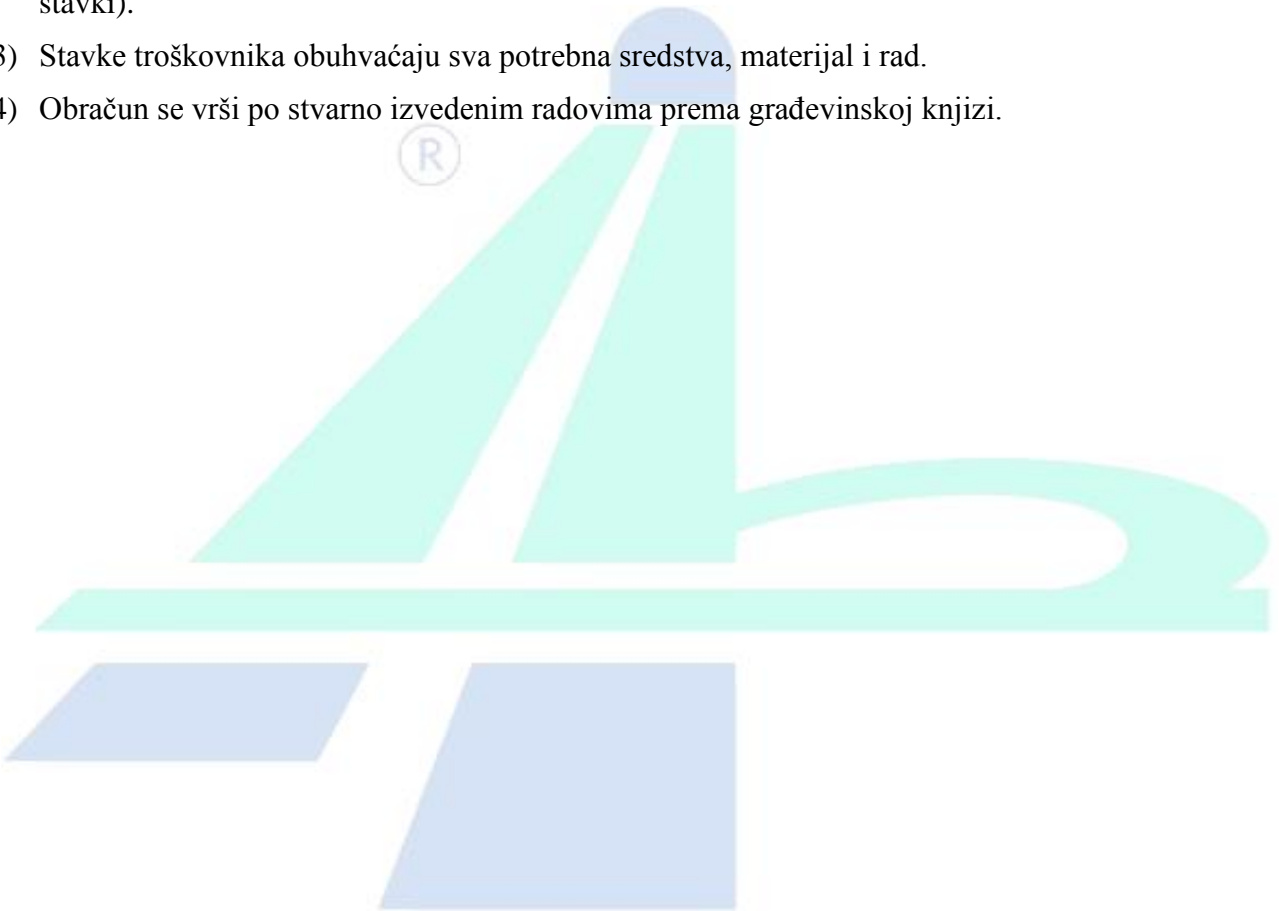 stavki).
3) Stavke troškovnika obuhvaćaju sva potrebna sredstva, materijal i rad.
4) Obračun se vrši po stvarno izvedenim radovima prema građevinskoj knjizi.
®